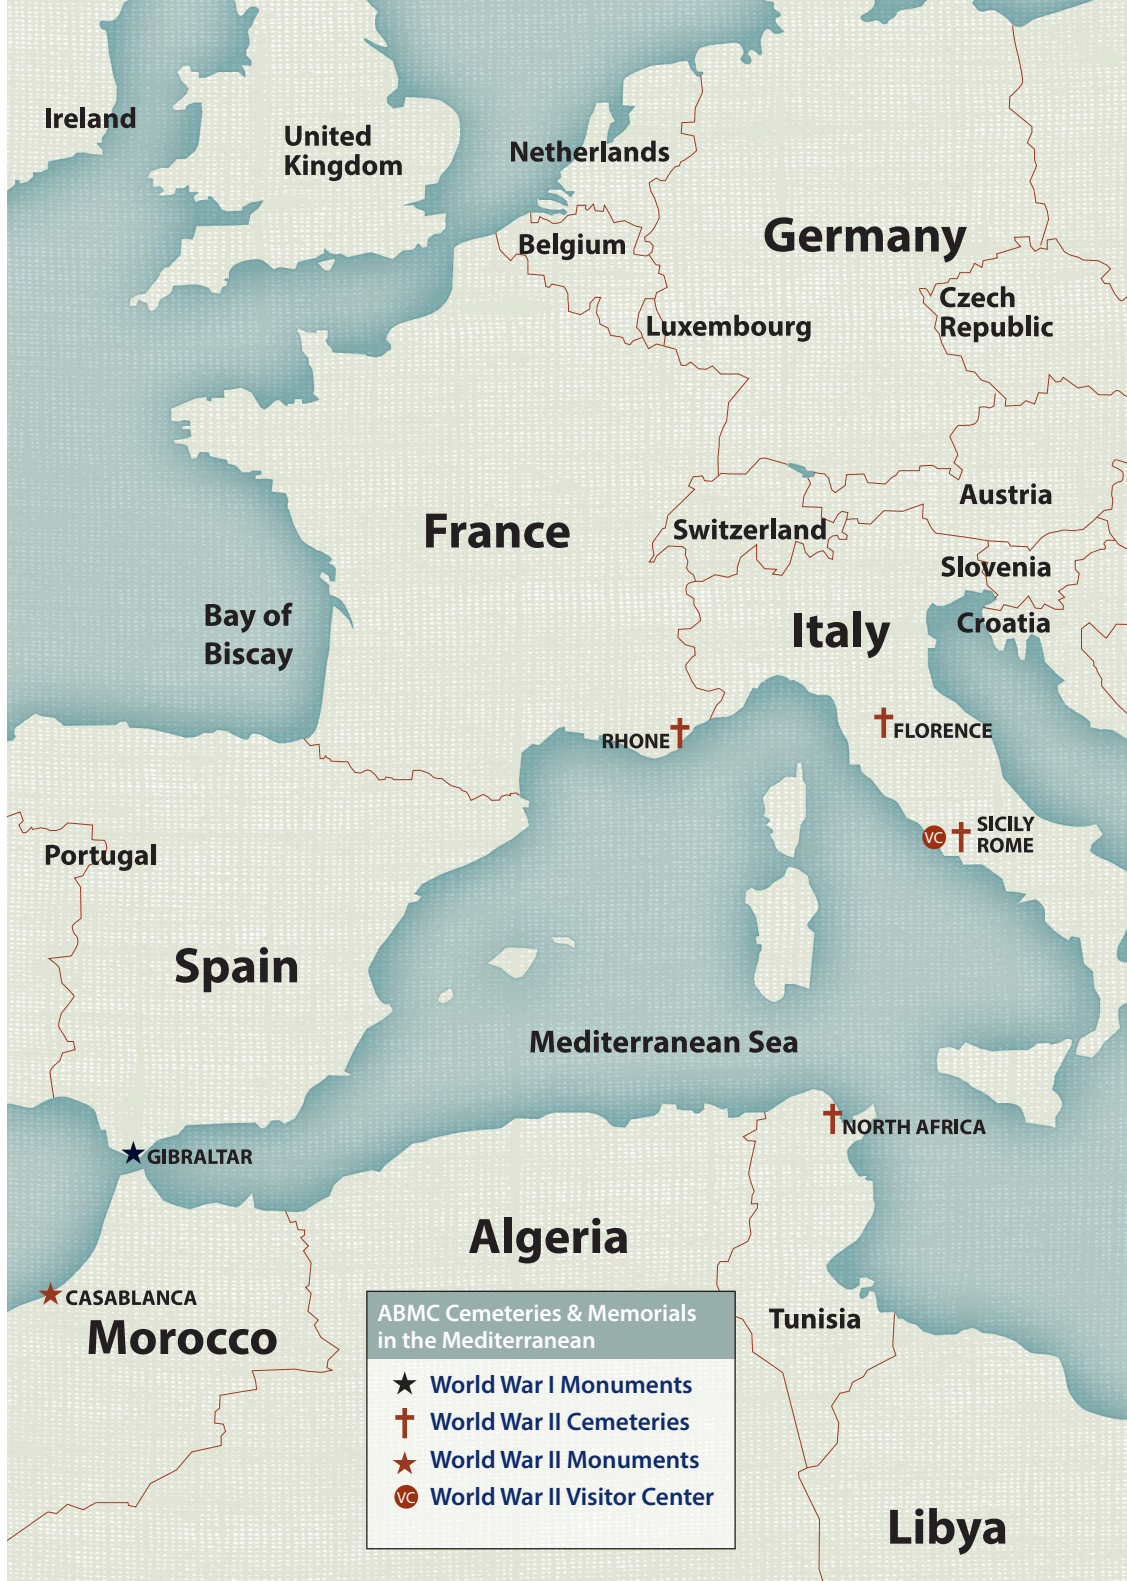 Ireland
United
Kingdom
Netherlands
Belgium
Germany
Czech
Republic
Luxembourg
Austria
France
Switzerland
Slovenia
Bay of
Biscay
Italy
Croatia
RHONE
FLORENCE
SICILY
ROME
VC
Portugal
Spain
Mediterranean Sea
NORTH AFRICA
GIBRALTAR
Algeria
CASABLANCA
Morocco
Tunisia
ABMC Cemeteries & Memorials
in the Mediterranean
World War I Monuments
World War II Cemeteries
World War II Monuments
VC World War II Visitor Center
Libya